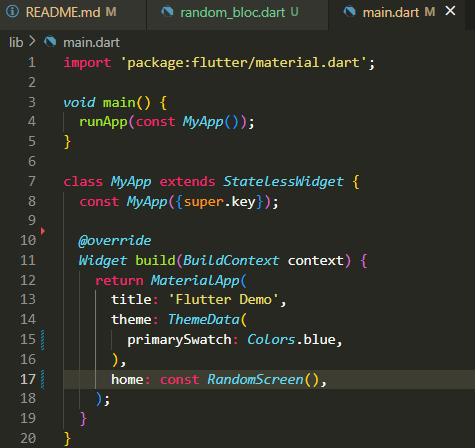 README.md M random_bloc.dart U main.dart M ×
lib > main.dart
1 import 'package:flutter/material.dart';
2
3 void main() {
4 runApp(const MyApp());
5 }
6
7 class MyApp extends StatelessWidget {
8 const MyApp({super.key});
9
10 @override
11 Widget build(BuildContext context) {
12 return MaterialApp(
13 title: 'Flutter Demo',
14 theme: ThemeData(
15 primarySwatch: Colors.blue,
16 ),
17 home: const RandomScreen(),
18 );
19 }
20 }